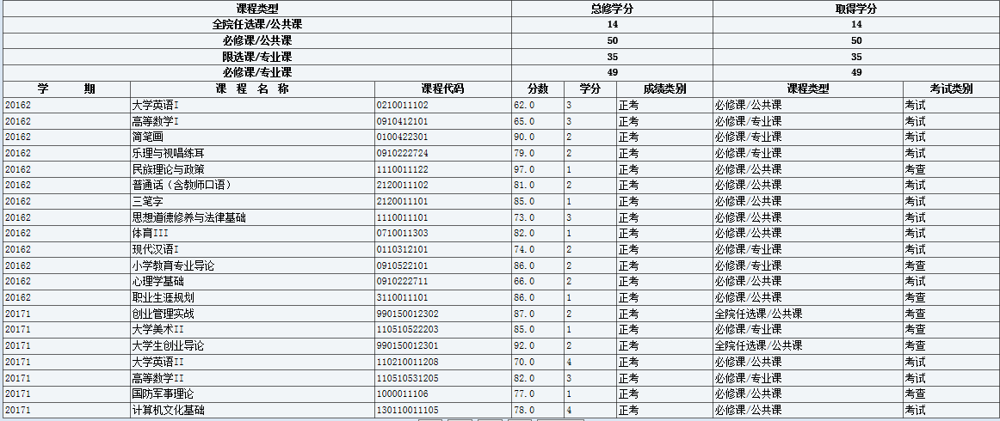 课程类型 总修学分 取得学分
全院任选课/公共课 14 14
必修课/公共课 50 50
限选课/专业课 35 35
必修课/专业课 49 49
学 期 课 程 名 称 课程代码 分数 学分 成绩类别 课程类型 考试类别
20162 大学英语I 0210011102 62.0 3 正考 必修课/公共课 考试
20162 高等数学I 0910412101 65.0 3 正考 必修课/专业课 考试
20162 简笔画 0100422301 90.0 2 正考 必修课/专业课 考试
20162 乐理与视唱练耳 0910222724 79.0 2 正考 必修课/专业课 考试
20162 民族理论与政策 1110011122 97.0 1 正考 必修课/公共课 考查
20162 普通话（含教师口语） 2120011102 81.0 2 正考 必修课/公共课 考试
20162 三笔字 2120011101 85.0 1 正考 必修课/公共课 考试
20162 思想道德修养与法律基础 1110011101 73.0 3 正考 必修课/公共课 考试
20162 体育III 0710011303 82.0 1 正考 必修课/公共课 考试
20162 现代汉语I 0110312101 74.0 2 正考 必修课/专业课 考试
20162 小学教育专业导论 0910522101 86.0 2 正考 必修课/专业课 考查
20162 心理学基础 0910222711 66.0 2 正考 必修课/公共课 考试
20162 职业生涯规划 3110011101 86.0 1 正考 必修课/公共课 考查
20171 创业管理实战 990150012302 87.0 2 正考 全院任选课/公共课 考查
20171 大学美术II 110510522203 85.0 1 正考 必修课/专业课 考查
20171 大学生创业导论 990150012301 92.0 2 正考 全院任选课/公共课 考查
20171 大学英语II 110210011208 70.0 4 正考 必修课/公共课 考试
20171 高等数学II 110510531205 82.0 3 正考 必修课/专业课 考试
20171 国防军事理论 1000011106 77.0 1 正考 必修课/公共课 考查
20171 计算机文化基础 130110011105 78.0 4 正考 必修课/公共课 考试